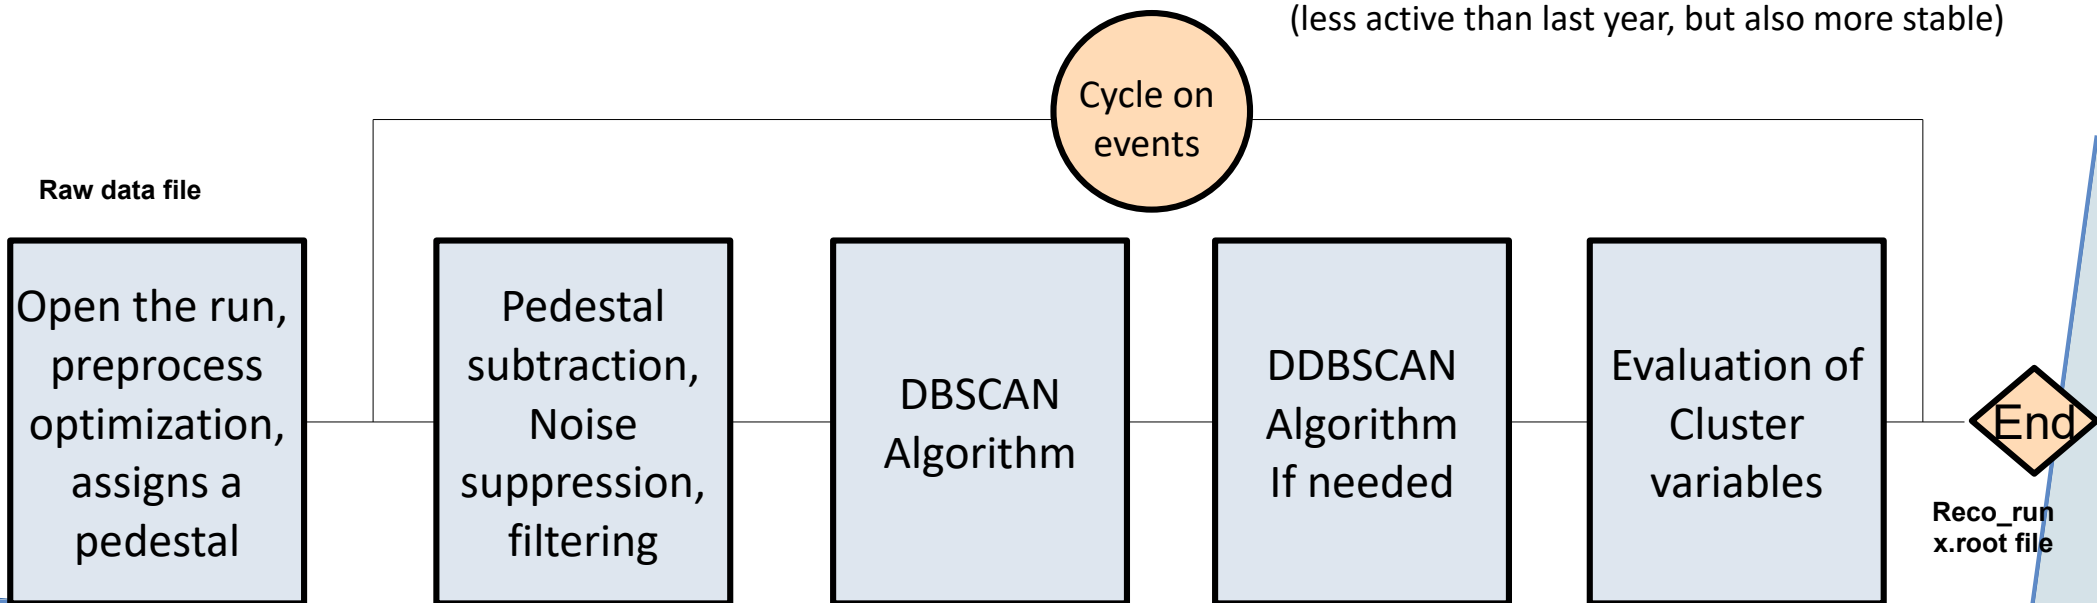 (less active than last year, but also more stable)
Cycle on
events
Raw data file
Open the run,
preprocess
optimization,
assigns a
pedestal
Pedestal
subtraction,
Noise
suppression,
filtering
DBSCAN
Algorithm
DDBSCAN
Algorithm
If needed
Evaluation of
Cluster
variables
End
Reco_run
x.root file